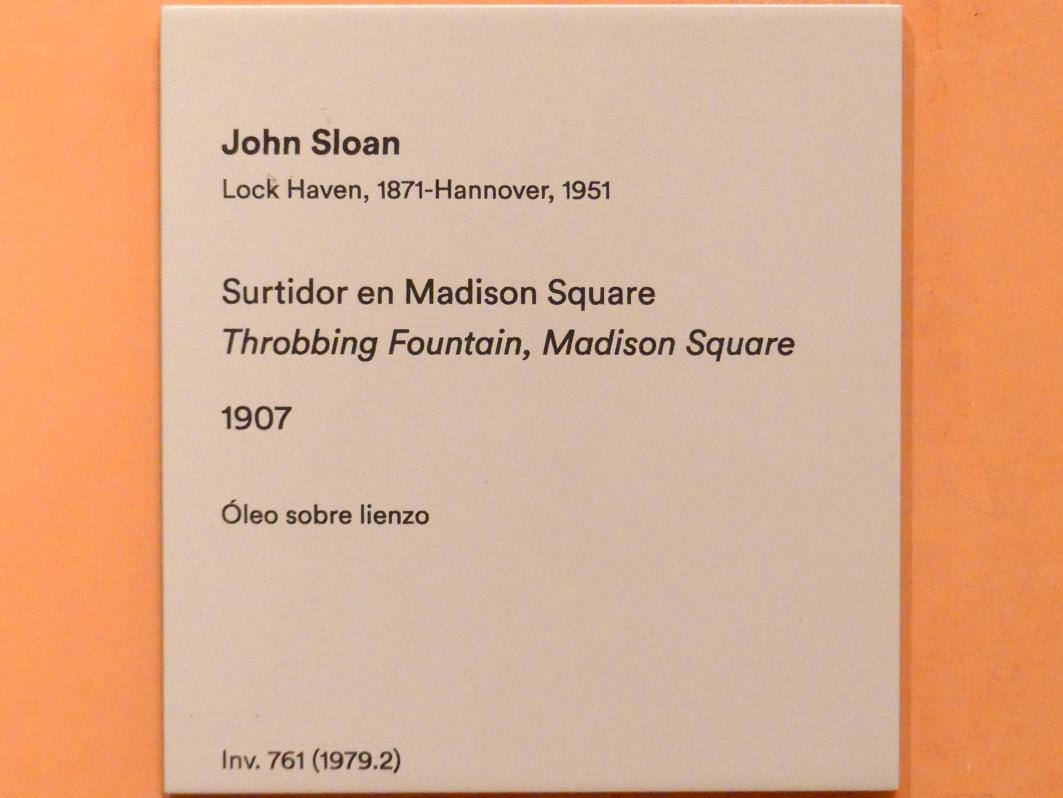 John Sloan
Lock Haven, 1871-Hannover, 1951
Surtidor en Madison Square
Throbbing Fountain, Madison Square
1907
Óleo sobre lienzo
Inv. 761 (1979.2)